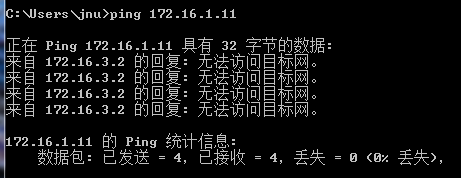 C:\Users\jnu>ping 172.16.1.11
正在 Ping 172.16.1.11 具有 32 字节的数据:
来自 172.16.3.2 的回复: 无法访问目标网。
来自 172.16.3.2 的回复: 无法访问目标网。
来自 172.16.3.2 的回复: 无法访问目标网。
来自 172.16.3.2 的回复: 无法访问目标网。
172.16.1.11 的 Ping 统计信息:
数据包: 已发送 = 4, 已接收 = 4, 丢失 = 0 (0% 丢失),